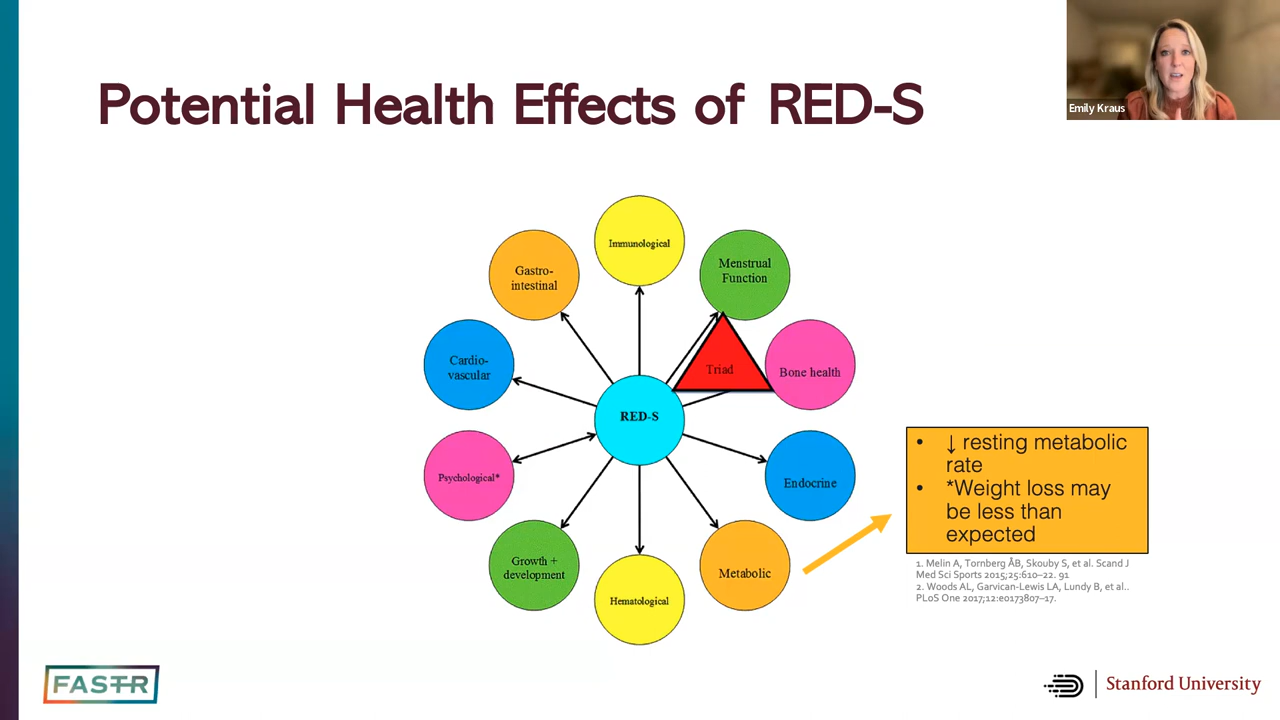 Potential Health Effects of RED-S
Emily Kraus
Immunological
Gastro-
intestinal
Menstrual
Function
Cardio-
vascular
Triad
Bone health
RED-S
Psychological*
Endocrine
Growth +
development
Metabolic
Hematological
• ↓ resting metabolic
rate
• *Weight loss may
be less than
expected
1. Melin A, Tornberg ÅB, Skouby S, et al. Scand J
Med Sci Sports 2015;25:610–22. 91
2. Woods AL, Garvican-Lewis LA, Lundy B, et al..
PLoS One 2017;12:e0173807–17.
FASTR
Stanford University